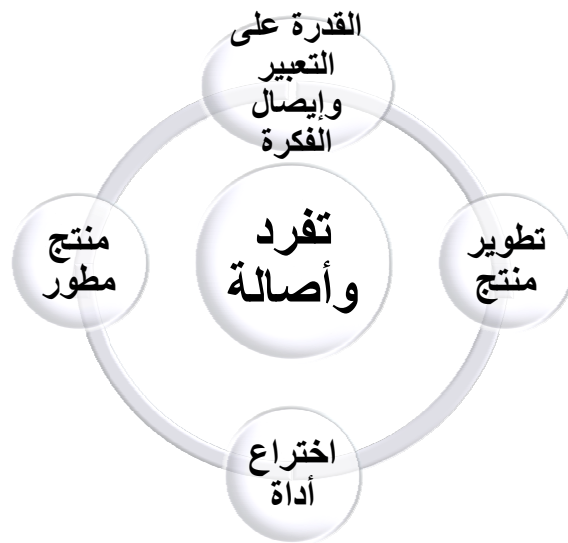 القدرة على
التعبير
وإيصال
الفكرة
تفرد
وأصالة
تطوير
منتج
منتج
مطور
اختراع
أداة